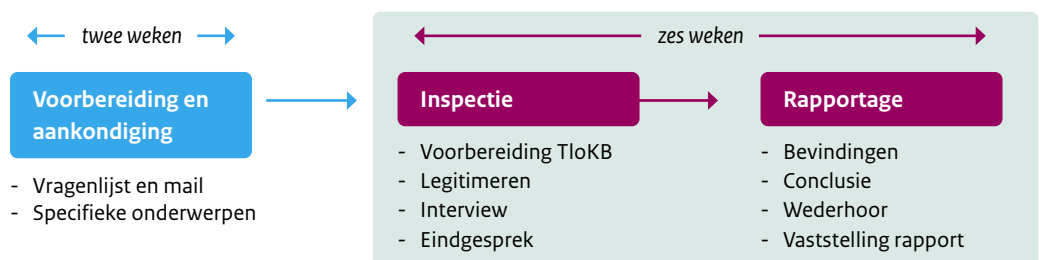 twee weken
zes weken
Voorbereiding en
aankondiging
- Vragenlijst en mail
- Specifieke onderwerpen
Inspectie
- Voorbereiding TloKB
- Legitimeren
- Interview
- Eindgesprek
Rapportage
- Bevindingen
- Conclusie
- Wederhoor
- Vaststelling rapport